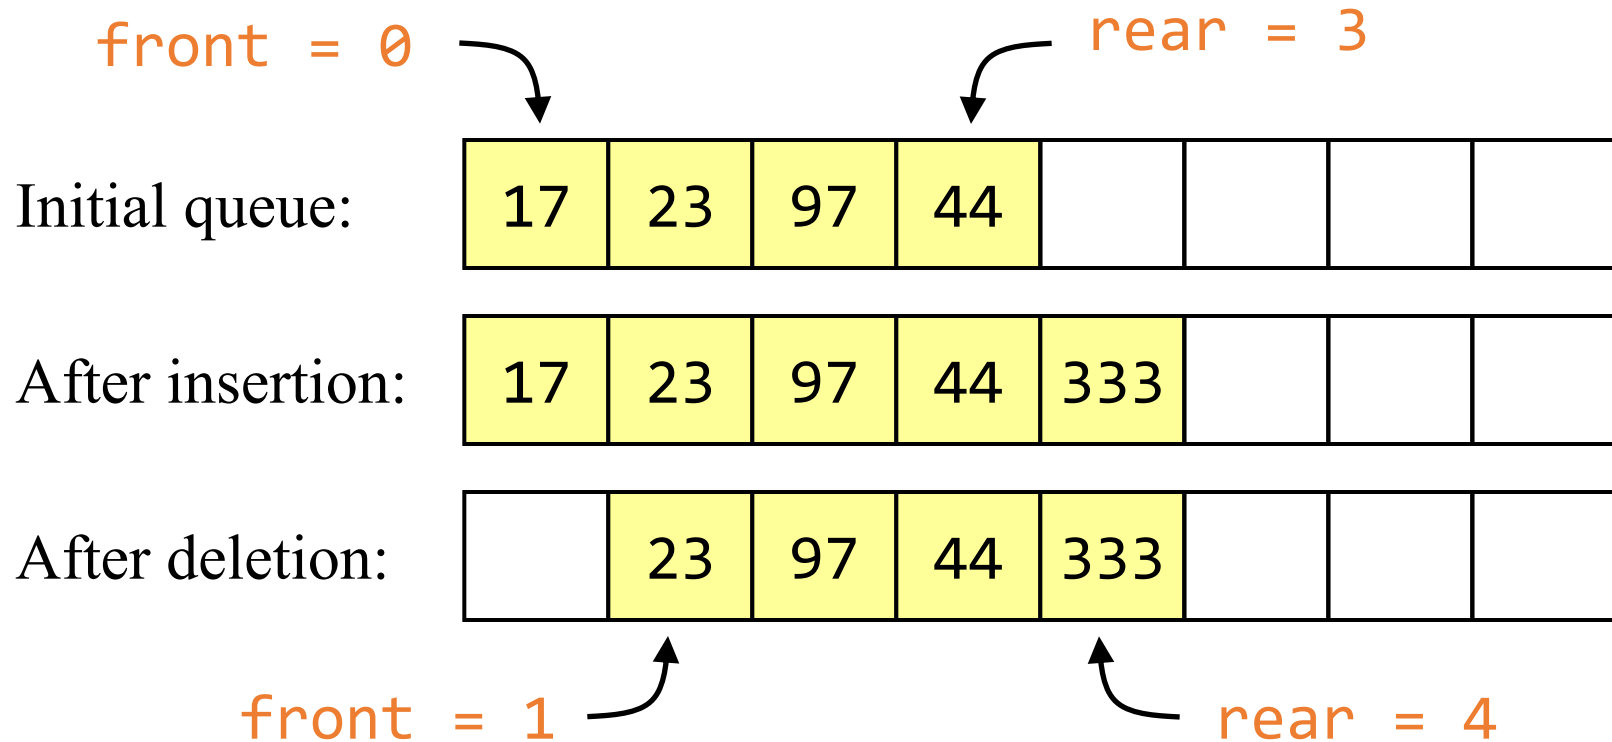 front = 0
rear = 3
Initial queue: 17 23 97 44
After insertion: 17 23 97 44 333
After deletion: 23 97 44 333
front = 1
rear = 4